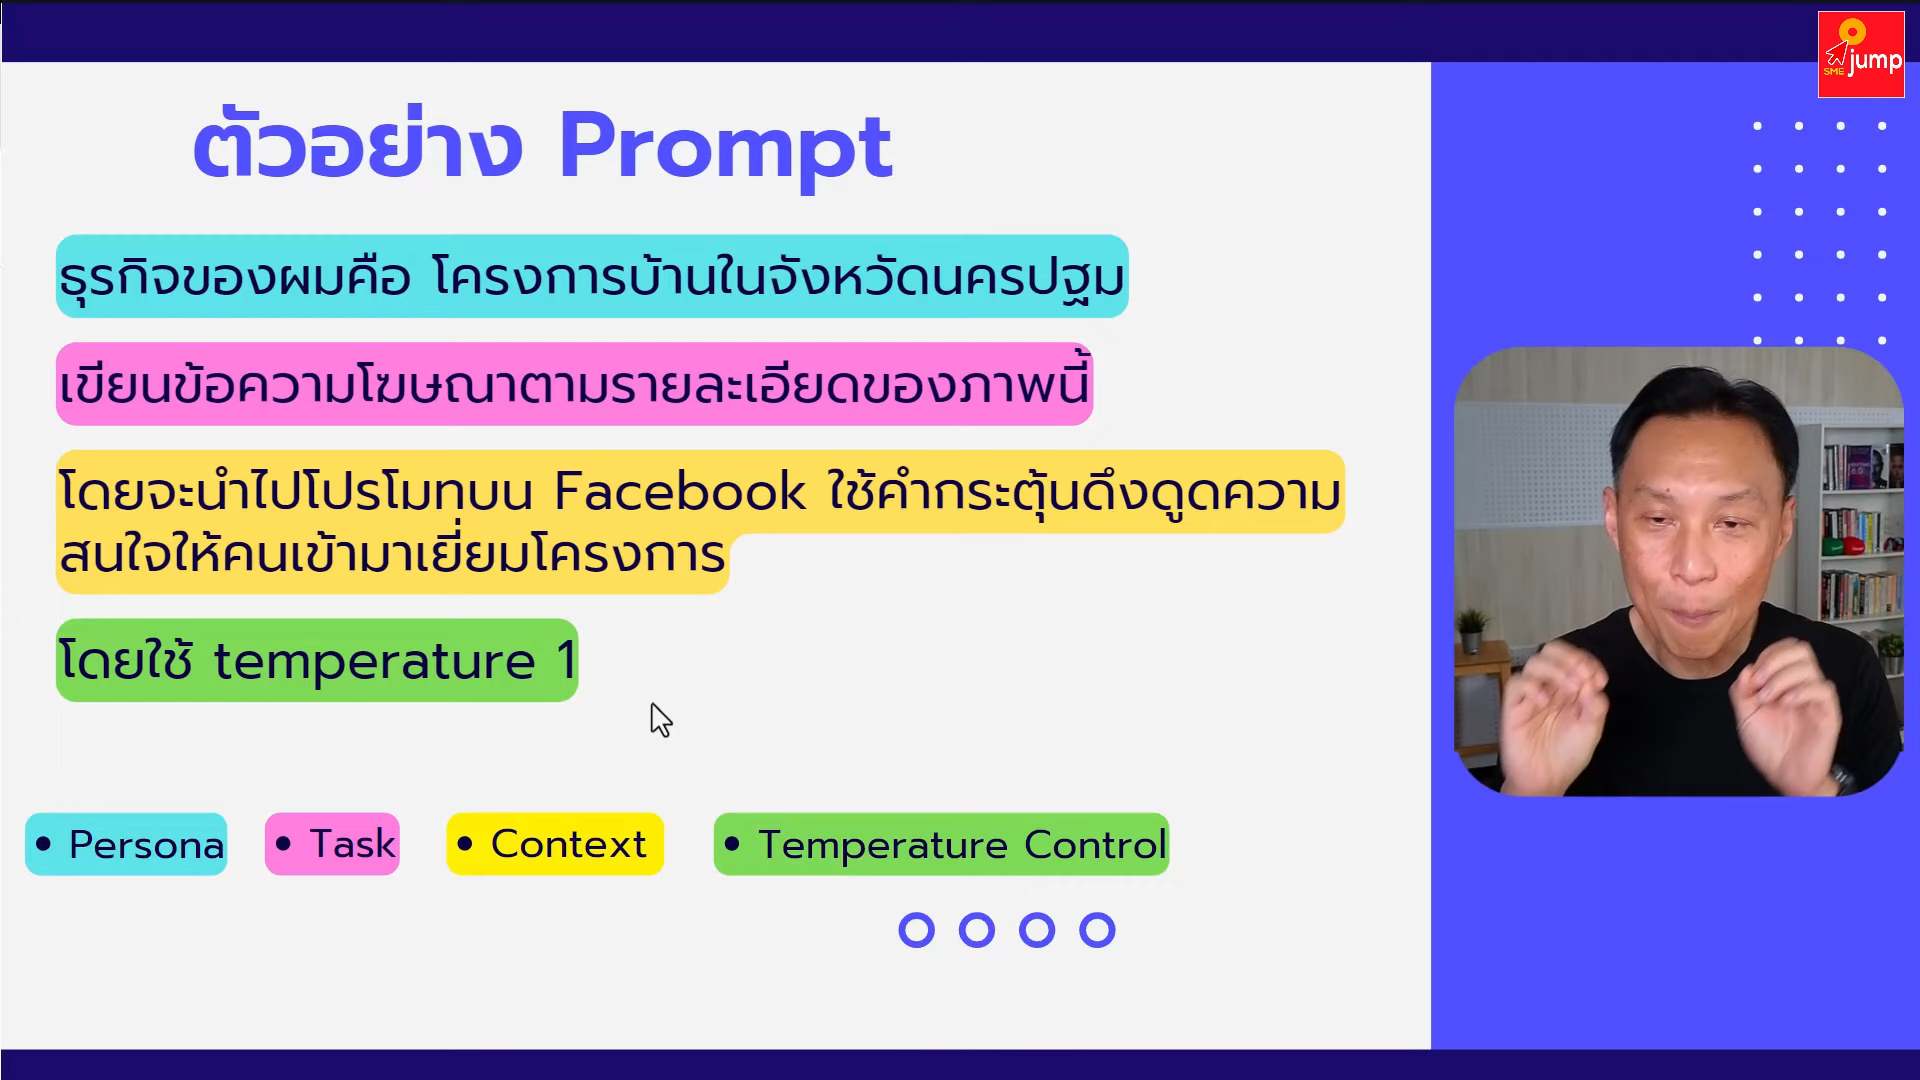 SME jump
ตัวอย่าง Prompt
ธุรกิจของผมคือ โครงการบ้านในจังหวัดนครปฐม
เขียนข้อความโฆษณาตามรายละเอียดของภาพนี้
โดยจะนำไปโปรโมทบน Facebook ใช้คำกระตุ้นดึงดูดความ
สนใจให้คนเข้ามาเยี่ยมโครงการ
โดยใช้ temperature 1
• Persona • Task • Context • Temperature Control